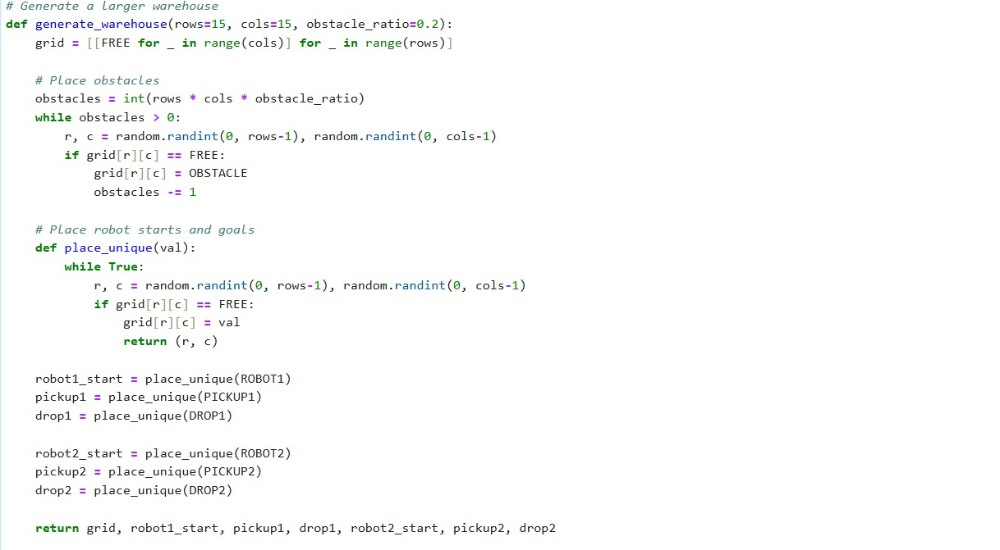 # Generate a larger warehouse
def generate_warehouse(rows=15, cols=15, obstacle_ratio=0.2):
    grid = [[FREE for _ in range(cols)] for _ in range(rows)]

    # Place obstacles
    obstacles = int(rows * cols * obstacle_ratio)
    while obstacles > 0:
        r, c = random.randint(0, rows-1), random.randint(0, cols-1)
        if grid[r][c] == FREE:
            grid[r][c] = OBSTACLE
            obstacles -= 1

    # Place robot starts and goals
    def place_unique(val):
        while True:
            r, c = random.randint(0, rows-1), random.randint(0, cols-1)
            if grid[r][c] == FREE:
                grid[r][c] = val
                return (r, c)

    robot1_start = place_unique(ROBOT1)
    pickup1 = place_unique(PICKUP1)
    drop1 = place_unique(DROP1)

    robot2_start = place_unique(ROBOT2)
    pickup2 = place_unique(PICKUP2)
    drop2 = place_unique(DROP2)

    return grid, robot1_start, pickup1, drop1, robot2_start, pickup2, drop2